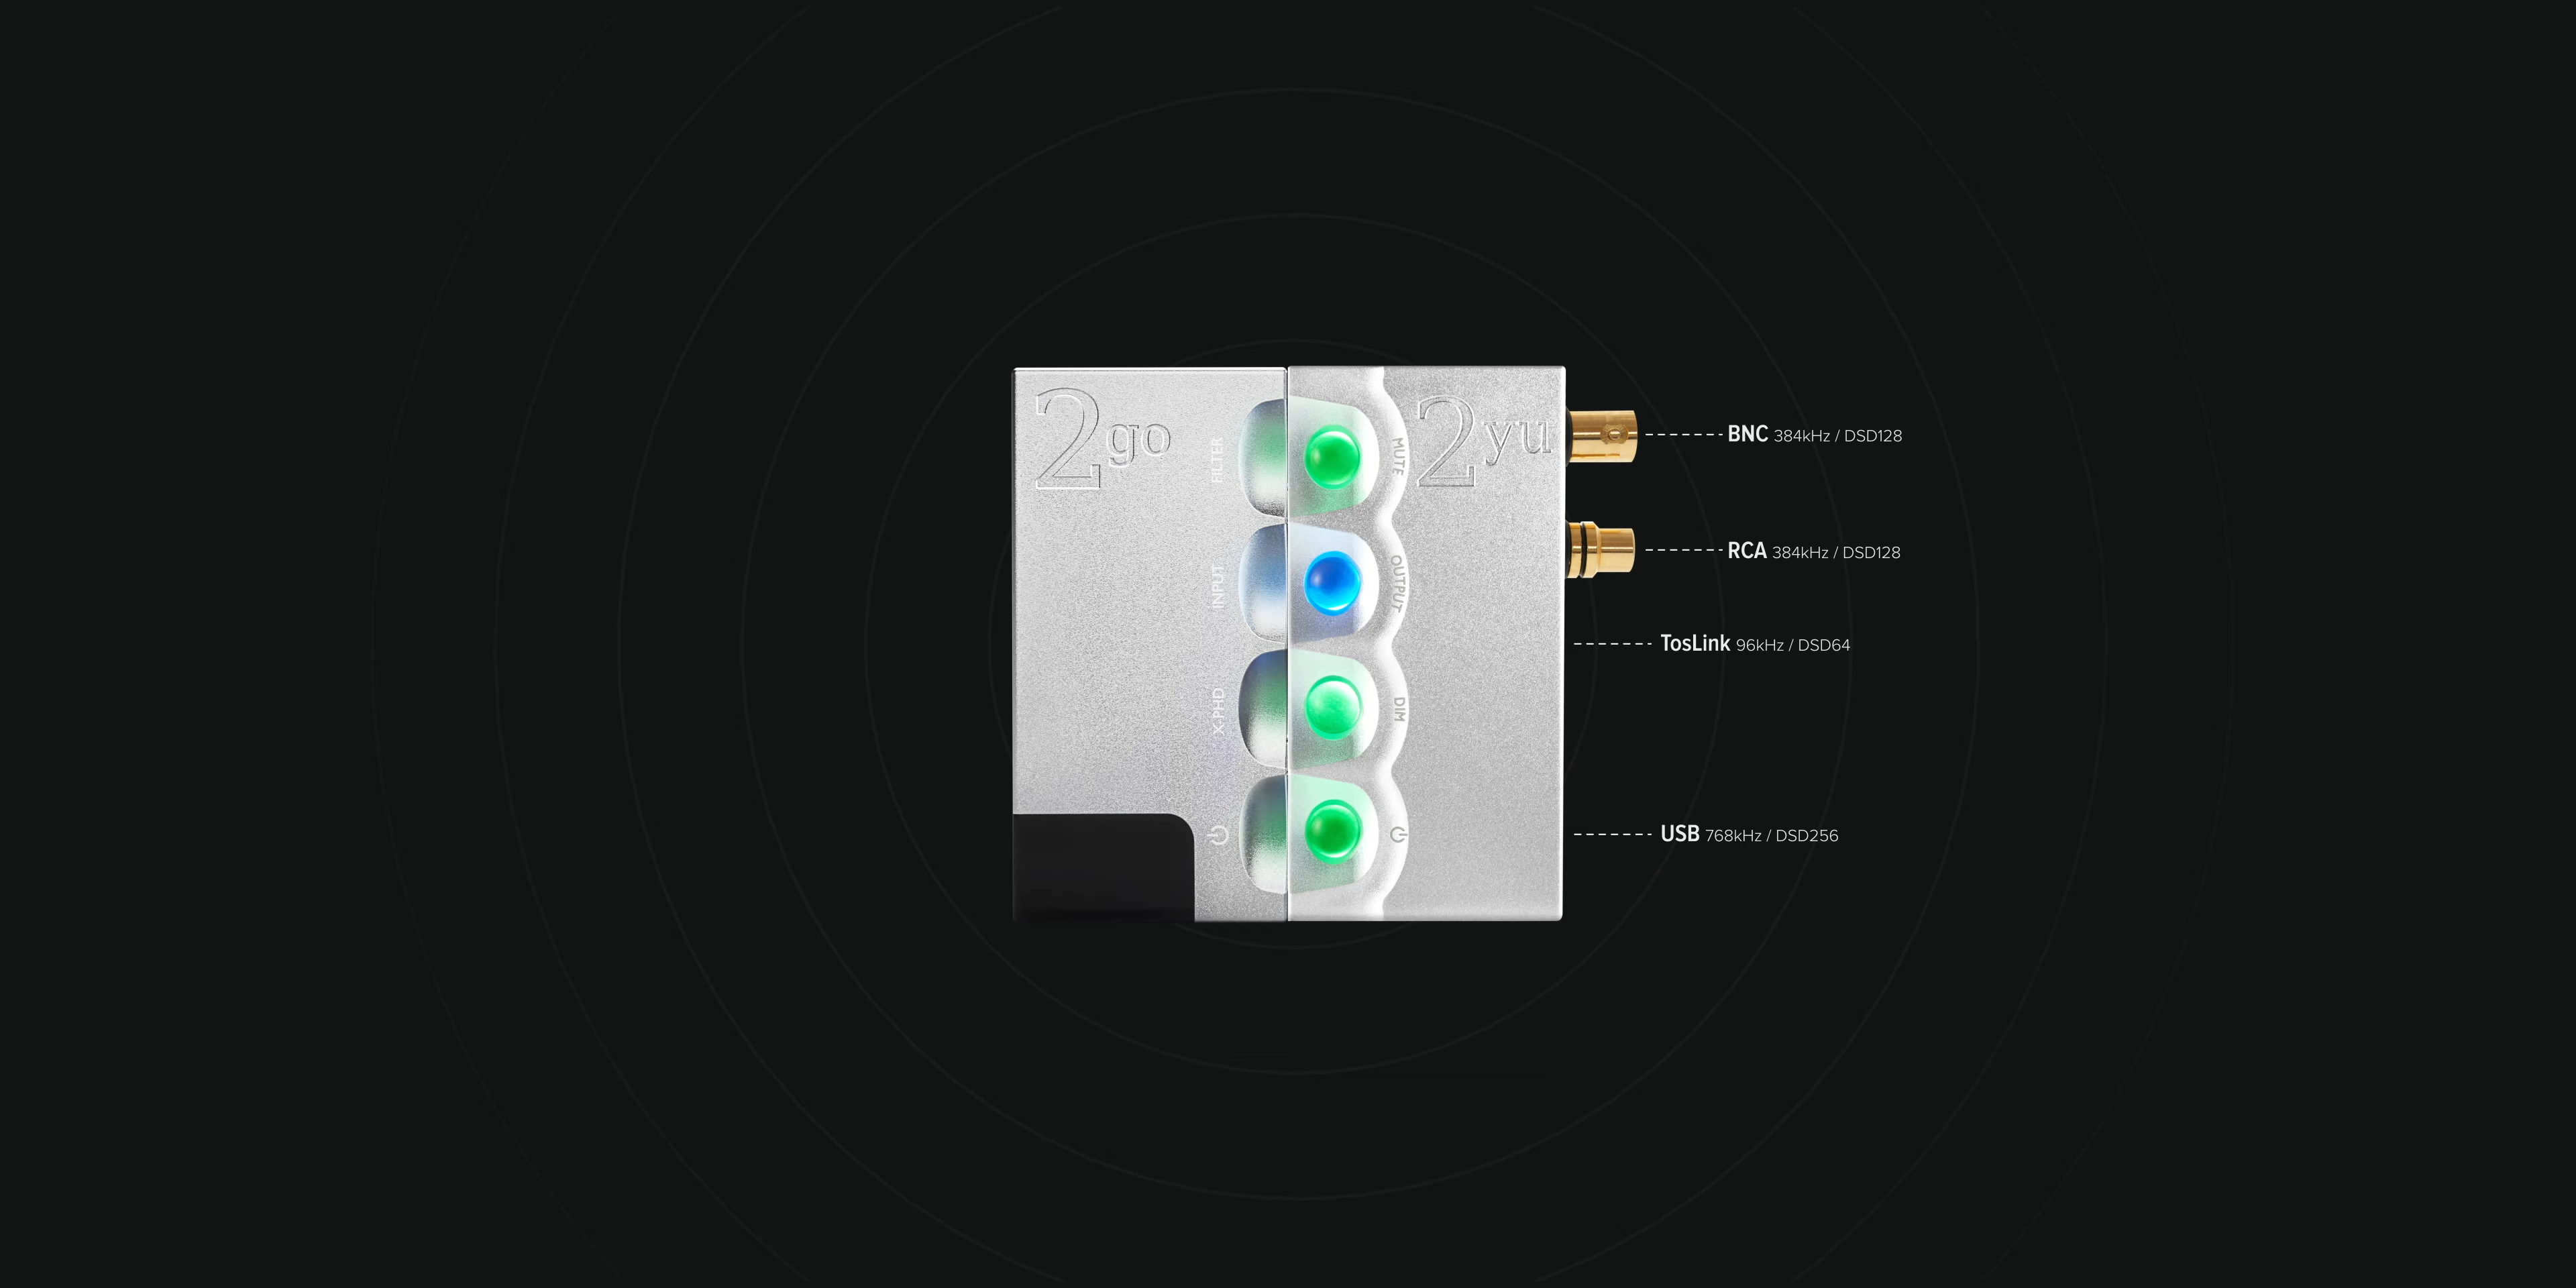 2go
2yu
FILTER
INPUT
X-PHD
MUTE
OUTPUT
DIM
BNC 384kHz / DSD128
RCA 384kHz / DSD128
TosLink 96kHz / DSD64
USB 768kHz / DSD256